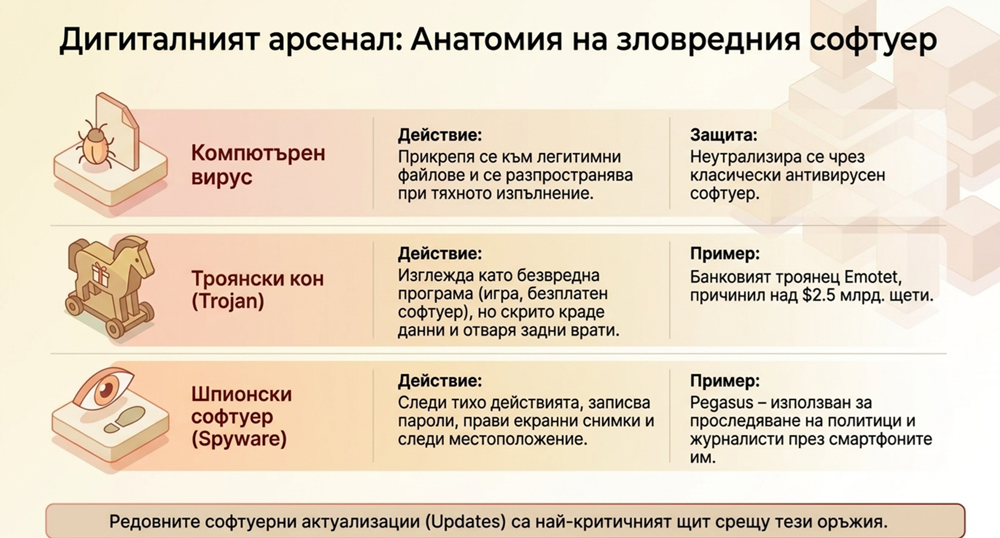 Дигиталният арсенал: Анатомия на зловредния софтуер
Компютърен
вирус
Действие:
Прикрепя се към легитимни
файлове и се разпространява
при тяхното изпълнение.
Защита:
Неутрализира се чрез
класически антивирусен
софтуер.
Троянски кон
(Trojan)
Действие:
Изглежда като безвредна
програма (игра, безплатен
софтуер), но скрито краде
данни и отваря задни врати.
Пример:
Банковият троянец Emotet,
причинил над $2.5 млрд. щети.
Шпионски
софтуер
(Spyware)
Действие:
Следи тихо действията, записва
пароли, прави екранни снимки и
следи местоположение.
Пример:
Pegasus – използван за
проследяване на политици и
журналисти през смартфоните
им.
Редовните софтуерни актуализации (Updates) са най-критичният щит срещу тези оръжия.